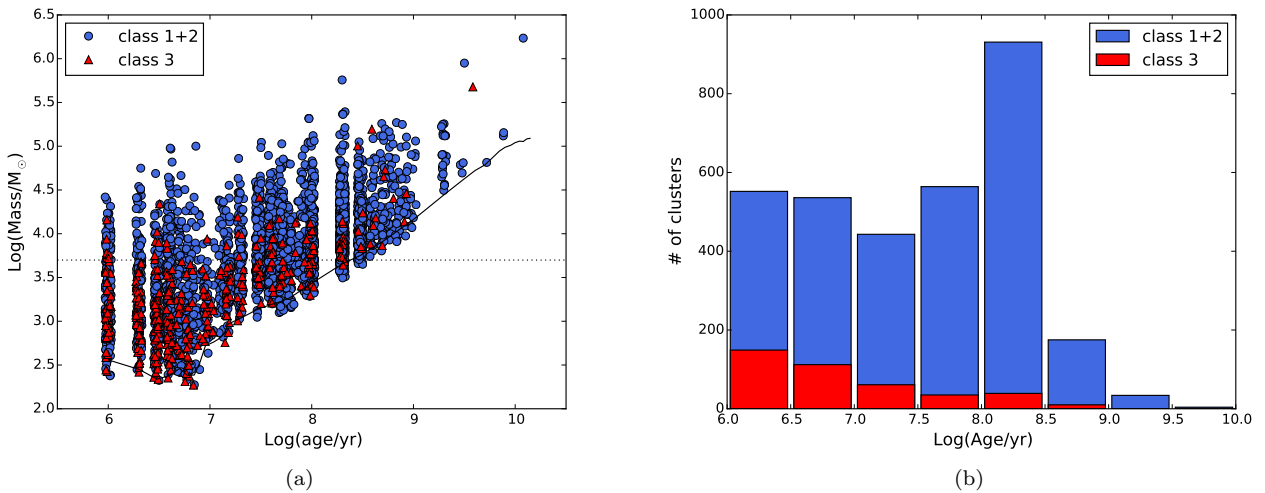 class 1+2
class 3
Log(Mass/M⊙)
6.5
6.0
5.5
5.0
4.5
4.0
3.5
3.0
2.5
2.0
6 7 8 9 10
Log(age/yr)
(a)
class 1+2
class 3
# of clusters
1000
800
600
400
200
0
6.0 6.5 7.0 7.5 8.0 8.5 9.0 9.5 10.0
Log(Age/yr)
(b)